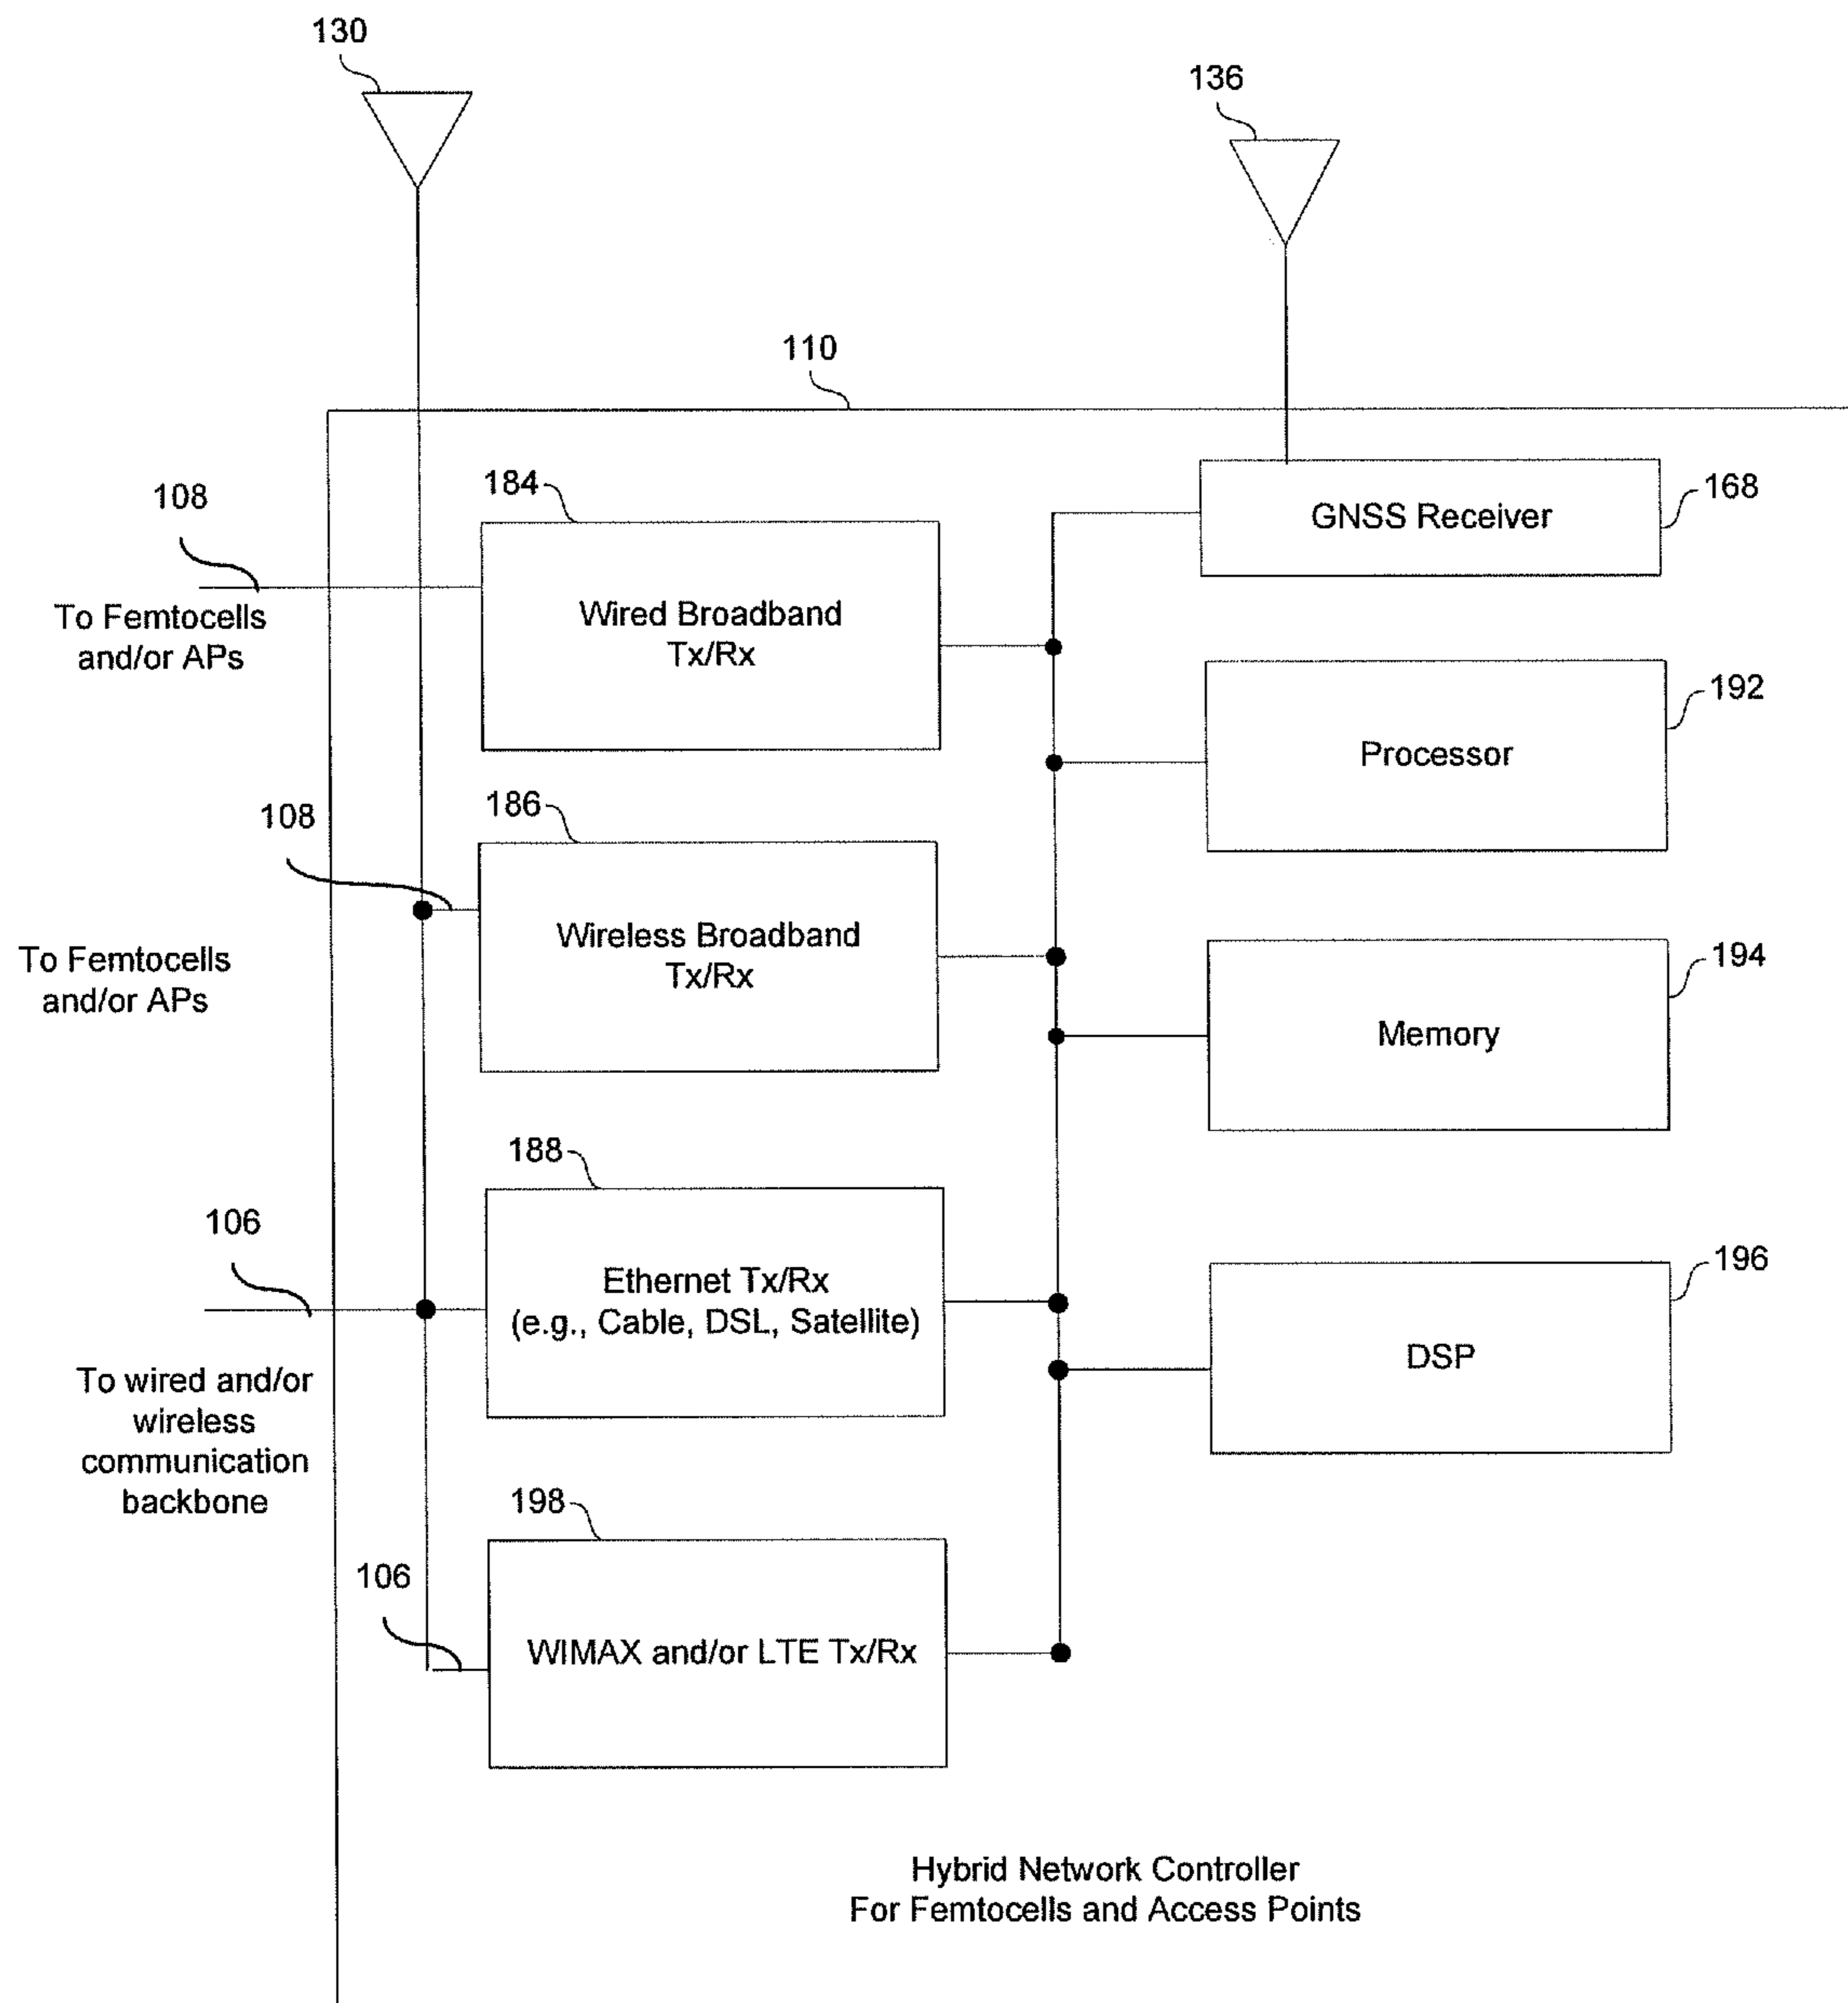 130
136
110
184
108
GNSS Receiver
168
To Femtocells
and/or APs
Wired Broadband
Tx/Rx
192
Processor
186
108
To Femtocells
and/or APs
Wireless Broadband
Tx/Rx
194
Memory
188
106
Ethernet Tx/Rx
(e.g., Cable, DSL, Satellite)
196
DSP
To wired and/or
wireless
communication
backbone
198
106
WIMAX and/or LTE Tx/Rx
Hybrid Network Controller
For Femtocells and Access Points